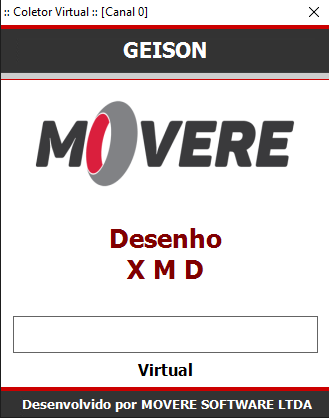 :: Coletor Virtual :: [Canal 0]
GEISON
MOVERE
Desenho
X M D
Virtual
Desenvolvido por MOVERE SOFTWARE LTDA